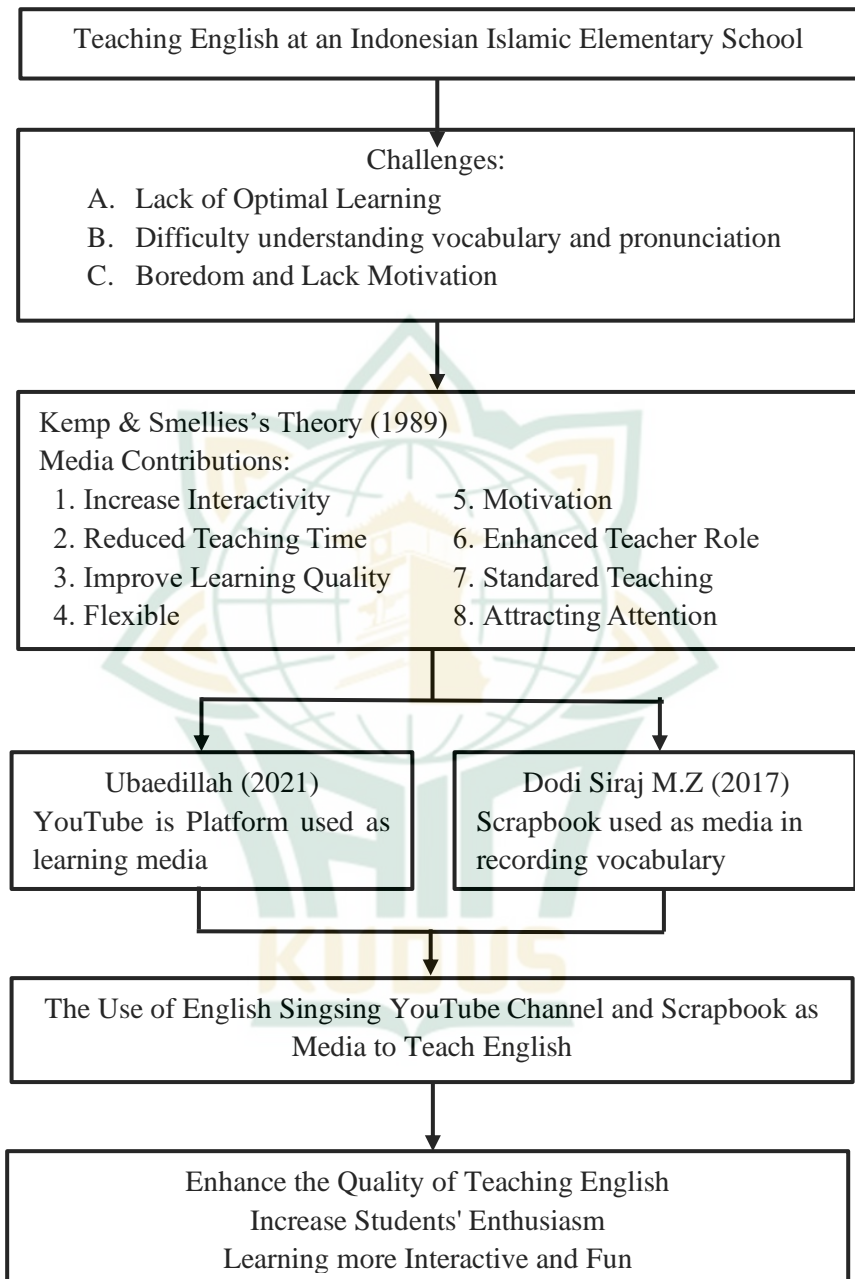 Teaching English at an Indonesian Islamic Elementary School
Challenges:
A. Lack of Optimal Learning
B. Difficulty understanding vocabulary and pronunciation
C. Boredom and Lack Motivation
Kemp & Smellies's Theory (1989)
Media Contributions:
1. Increase Interactivity
2. Reduced Teaching Time
3. Improve Learning Quality
4. Flexible
5. Motivation
6. Enhanced Teacher Role
7. Standared Teaching
8. Attracting Attention
Ubaedillah (2021)
YouTube is Platform used as
learning media
Dodi Siraj M.Z (2017)
Scrapbook used as media in
recording vocabulary
IAIN
KUDUS
The Use of English Singsing YouTube Channel and Scrapbook as
Media to Teach English
Enhance the Quality of Teaching English
Increase Students' Enthusiasm
Learning more Interactive and Fun